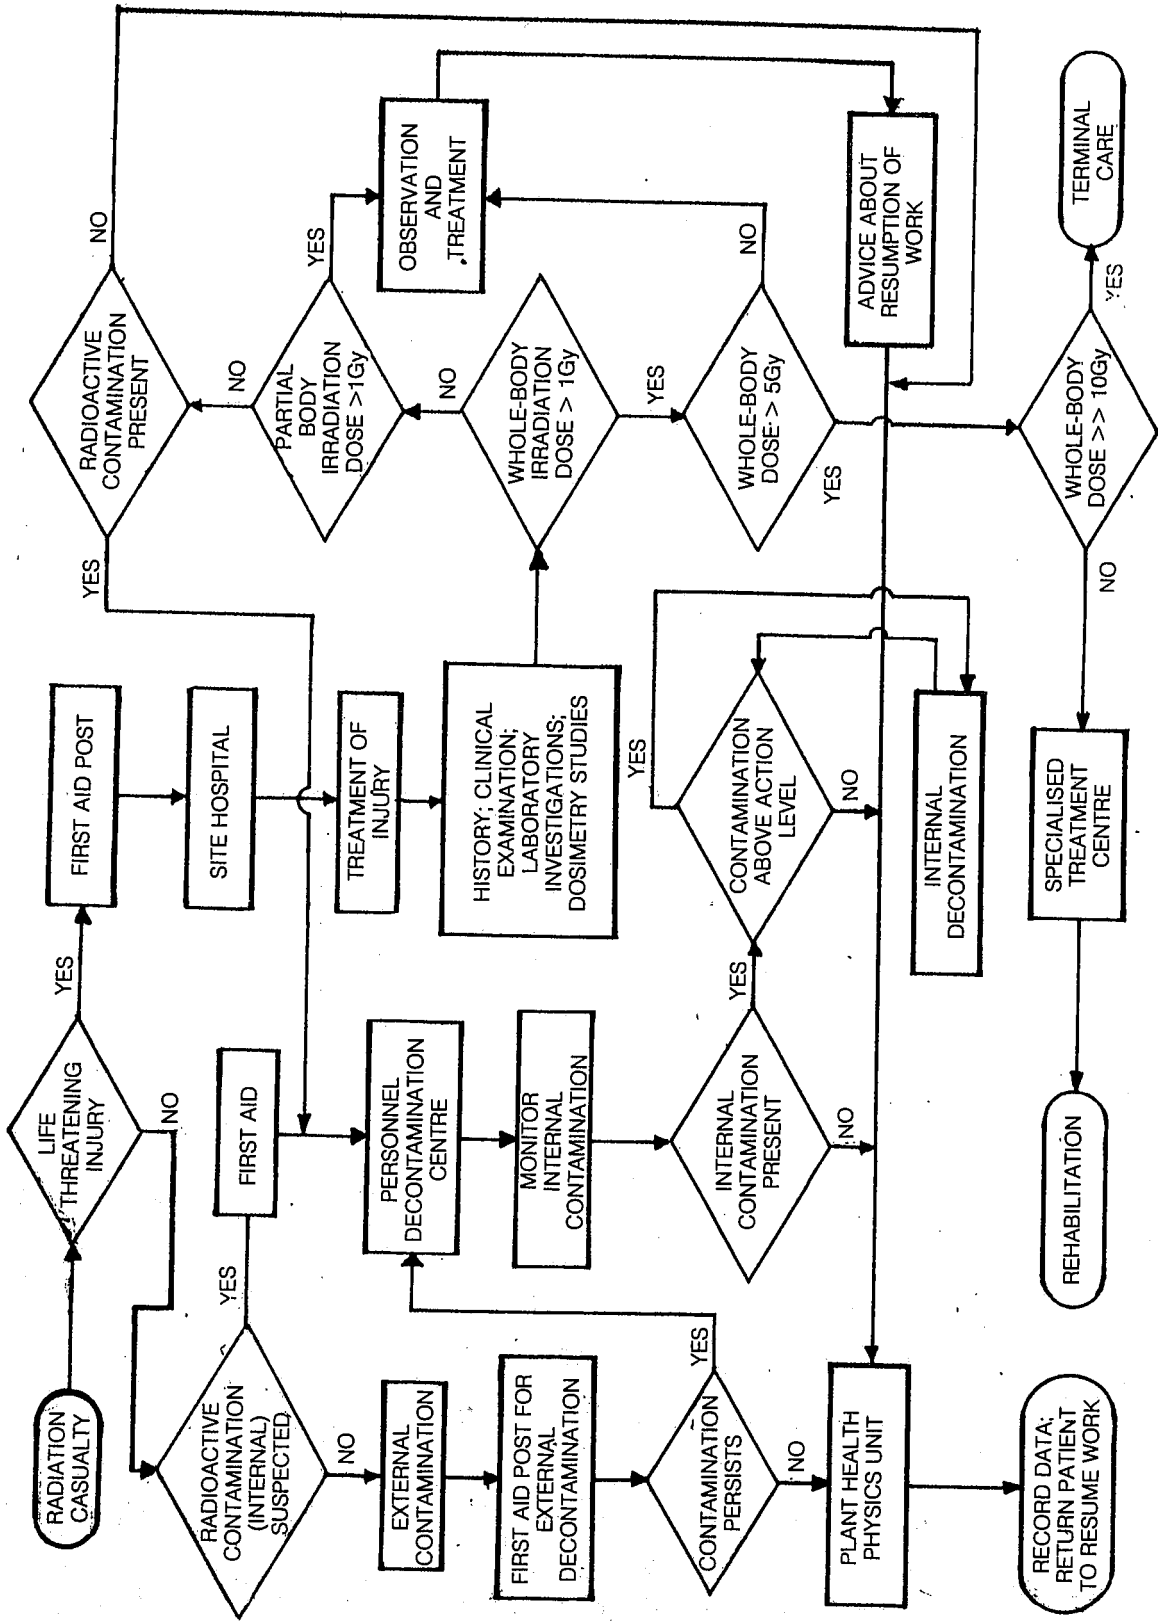 RADIATION
CASUALTY
LIFE
THREATENING
INJURY
YES
NO
FIRST AID POST
SITE HOSPITAL
TREATMENT OF
INJURY
HISTORY; CLINICAL
EXAMINATION;
LABORATORY
INVESTIGATIONS;
DOSIMETRY STUDIES
RADIOACTIVE
CONTAMINATION
(INTERNAL)
SUSPECTED
YES
NO
FIRST AID
EXTERNAL
CONTAMINATION
FIRST AID POST FOR
EXTERNAL
DECONTAMINATION
CONTAMINATION
PERSISTS
YES
NO
PERSONNEL
DECONTAMINATION
CENTRE
MONITOR
INTERNAL
CONTAMINATION
INTERNAL
CONTAMINATION
PRESENT
YES
NO
CONTAMINATION
ABOVE ACTION
LEVEL
YES
NO
INTERNAL
DECONTAMINATION
RADIOACTIVE
CONTAMINATION
PRESENT
YES
NO
PARTIAL
BODY
IRRADIATION
DOSE > 1Gy
YES
NO
WHOLE-BODY
IRRADIATION
DOSE > 1Gy
NO
YES
WHOLE-BODY
DOSE > 5Gy
NO
YES
OBSERVATION
AND
TREATMENT
ADVICE ABOUT
RESUMPTION OF
WORK
WHOLE-BODY
DOSE >> 10Gy
YES
NO
TERMINAL
CARE
SPECIALISED
TREATMENT
CENTRE
REHABILITATION
PLANT HEALTH
PHYSICS UNIT
RECORD DATA;
RETURN PATIENT
TO RESUME WORK